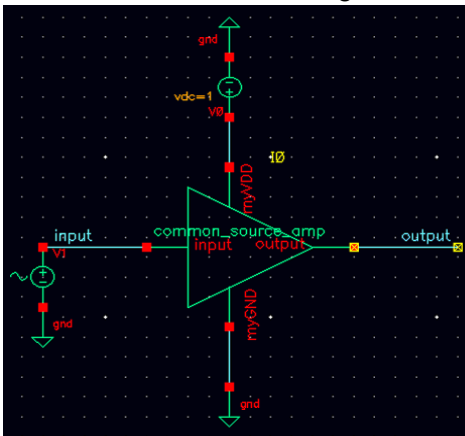 gnd
vdc=1
V0
I0
myVDD
input
common_source_amp
output
V1
input
output
gnd
myGND
gnd